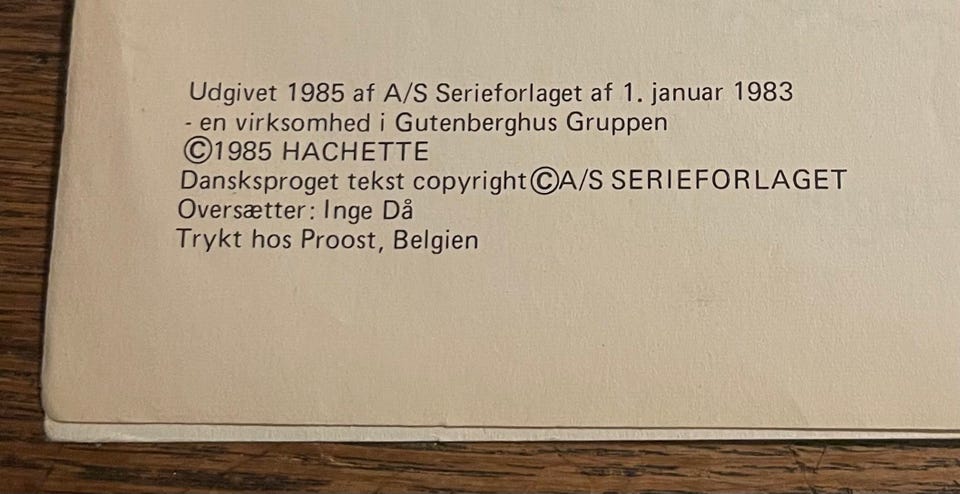 Udgivet 1985 af A/S Serieforlaget af 1. januar 1983
- en virksomhed i Gutenberghus Gruppen
©1985 HACHETTE
Dansksproget tekst copyright©A/S SERIEFORLAGET
Oversætter: Inge Då
Trykt hos Proost, Belgien